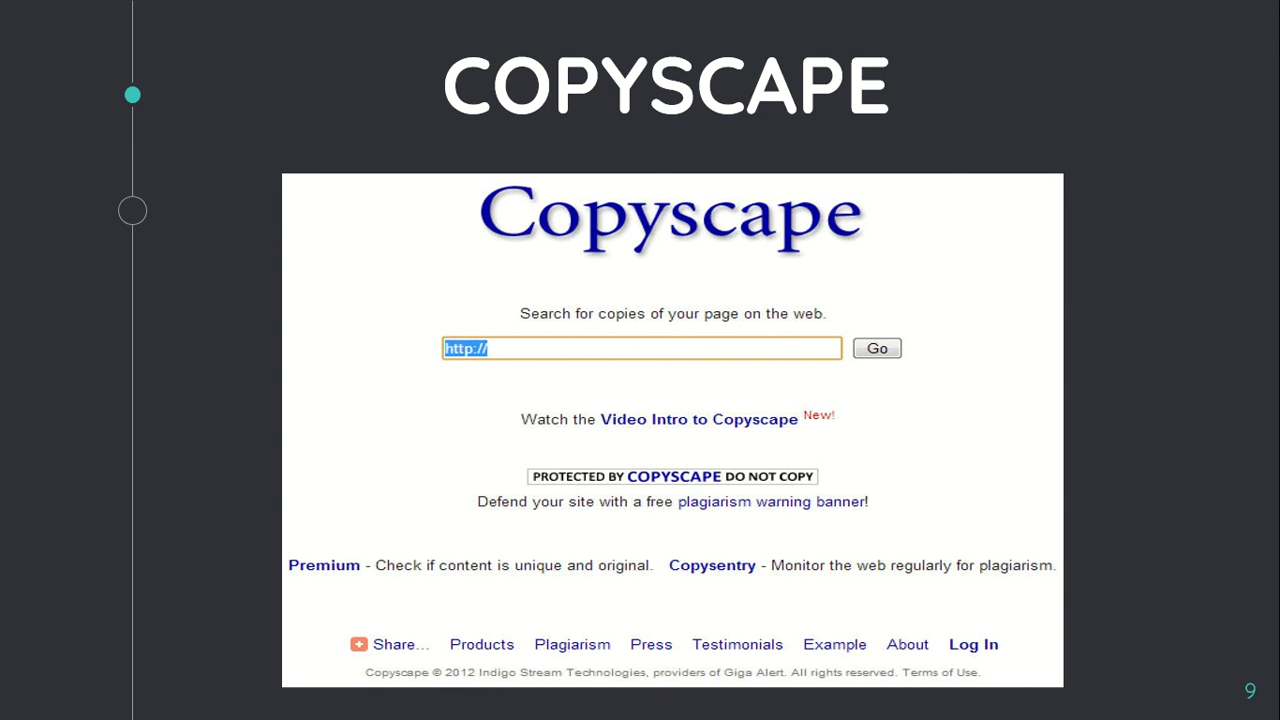 COPYSCAPE
Copyscape
Search for copies of your page on the web.
http:// Go
Watch the Video Intro to Copyscape New!
PROTECTED BY COPYSCAPE DO NOT COPY
Defend your site with a free plagiarism warning banner!
Premium - Check if content is unique and original. Copysentry - Monitor the web regularly for plagiarism.
Share... Products Plagiarism Press Testimonials Example About Log In
Copyscape © 2012 Indigo Stream Technologies, providers of Giga Alert. All rights reserved. Terms of Use.
9